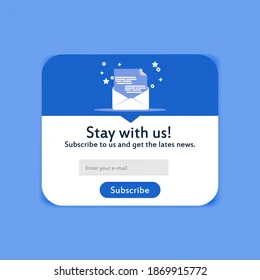 Stay with us!
Subscribe to us and get the lates news.
Enter your e-mail
Subscribe
shutterstock.com · 1869915772